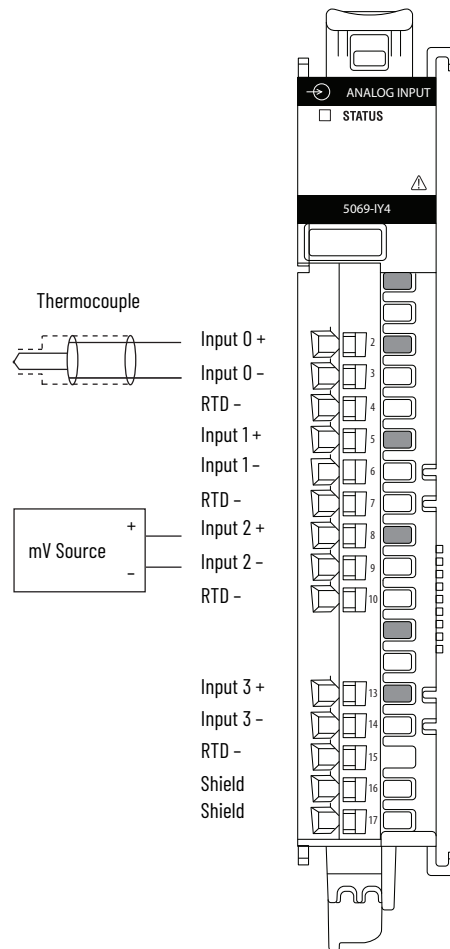 ANALOG INPUT
STATUS
5069-IY4
Thermocouple
Input 0 +
2
Input 0 –
3
RTD –
4
Input 1 +
5
Input 1 –
6
RTD –
7
Input 2 +
8
mV Source
+
–
Input 2 –
9
RTD –
10
Input 3 +
13
Input 3 –
14
RTD –
15
Shield
16
Shield
17